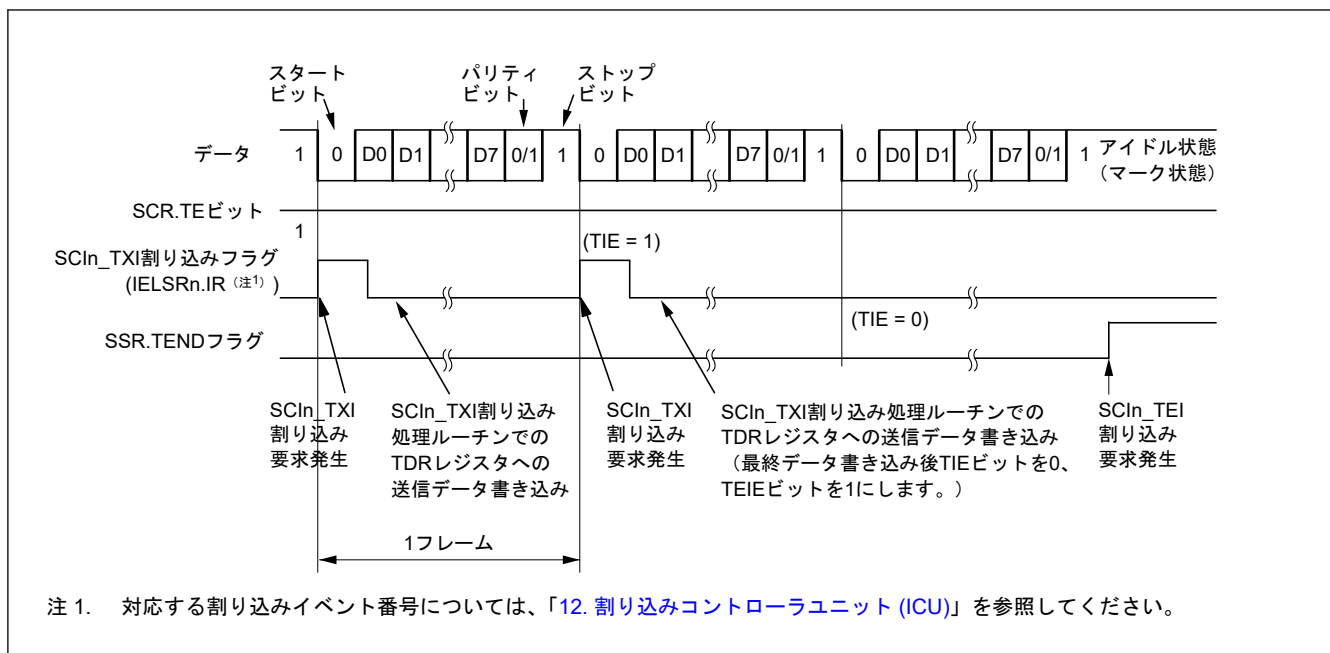 スタート
ビット
パリティ
ビット
ストップ
ビット
データ
1 0 D0 D1 D7 0/1 1 0 D0 D1 D7 0/1 1 0 D0 D1 D7 0/1 1 アイドル状態
（マーク状態）
SCR.TEビット
1
SCIn_TXI割り込みフラグ
(IELSRn.IR（注1）)
(TIE = 1)
(TIE = 0)
SSR.TENDフラグ
SCIn_TXI
割り込み
要求発生
SCIn_TXI割り込み
処理ルーチンでの
TDRレジスタへの
送信データ書き込み
SCIn_TXI
割り込み
要求発生
SCIn_TXI割り込み処理ルーチンでの
TDRレジスタへの送信データ書き込み
（最終データ書き込み後TIEビットを0、
TEIEビットを1にします。）
SCIn_TEI
割り込み
要求発生
1フレーム
注 1. 対応する割り込みイベント番号については、「12. 割り込みコントローラユニット (ICU)」を参照してください。